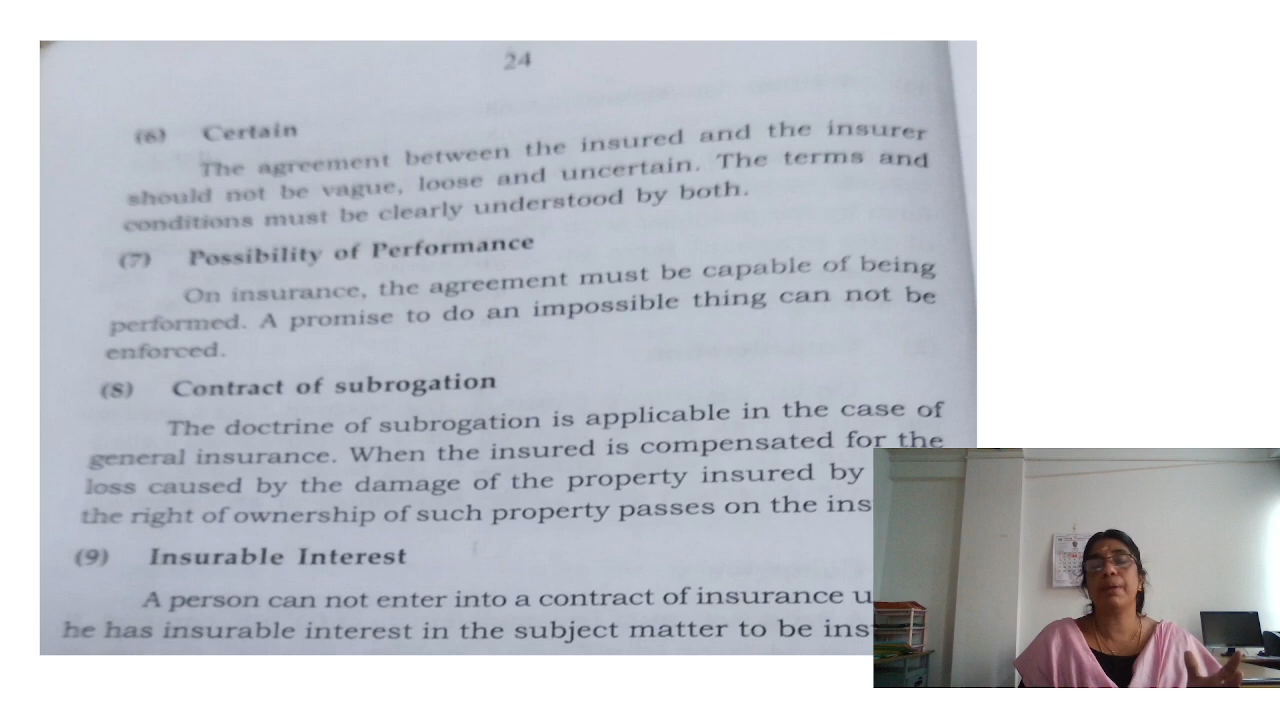 24
(6) Certain
The agreement between the insured and the insurer
should not be vague, loose and uncertain. The terms and
conditions must be clearly understood by both.
(7) Possibility of Performance
On insurance, the agreement must be capable of being
performed. A promise to do an impossible thing can not be
enforced.
(8) Contract of subrogation
The doctrine of subrogation is applicable in the case of
general insurance. When the insured is compensated for the
loss caused by the damage of the property insured by
the right of ownership of such property passes on the ins
(9) Insurable Interest
A person can not enter into a contract of insurance u
he has insurable interest in the subject matter to be ins